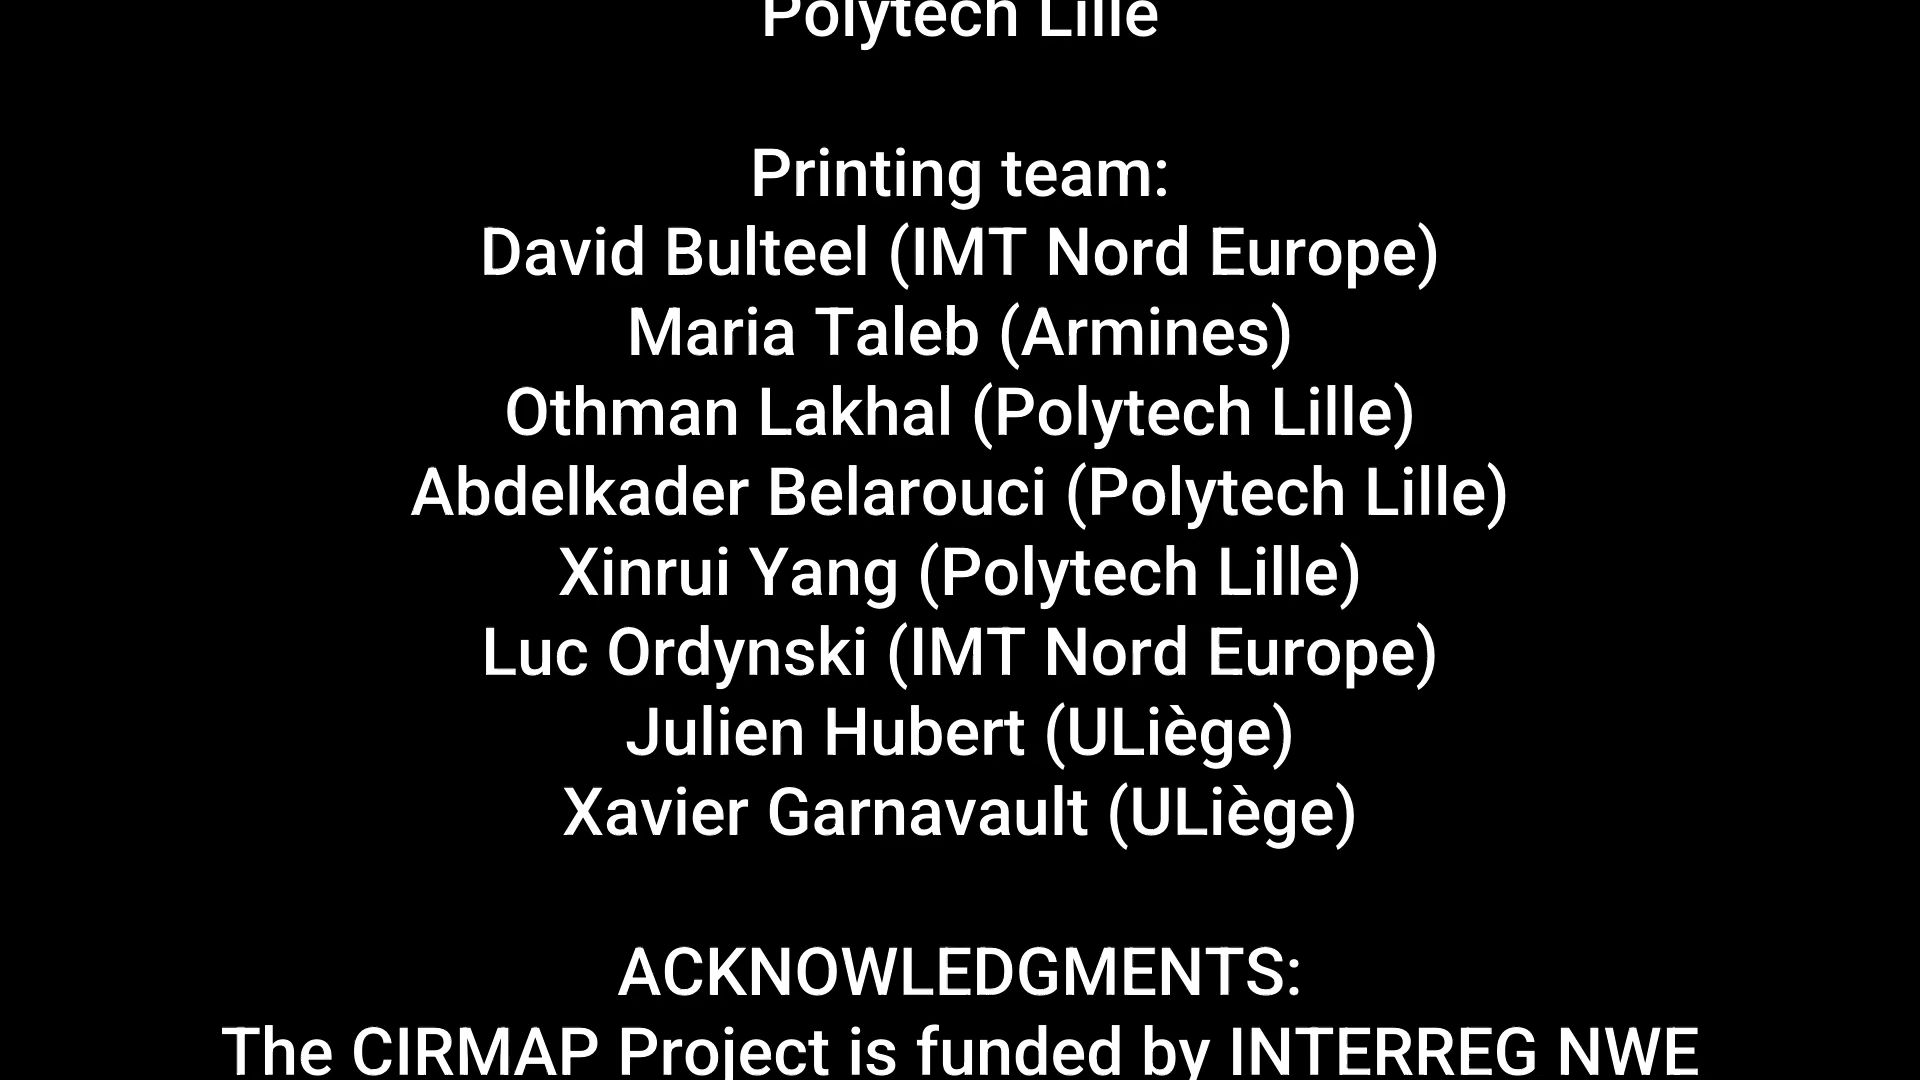 Polytech Lille
Printing team:
David Bulteel (IMT Nord Europe)
Maria Taleb (Armines)
Othman Lakhal (Polytech Lille)
Abdelkader Belarouci (Polytech Lille)
Xinrui Yang (Polytech Lille)
Luc Ordynski (IMT Nord Europe)
Julien Hubert (ULiège)
Xavier Garnavault (ULiège)
ACKNOWLEDGMENTS:
The CIRMAP Project is funded by INTERREG NWE